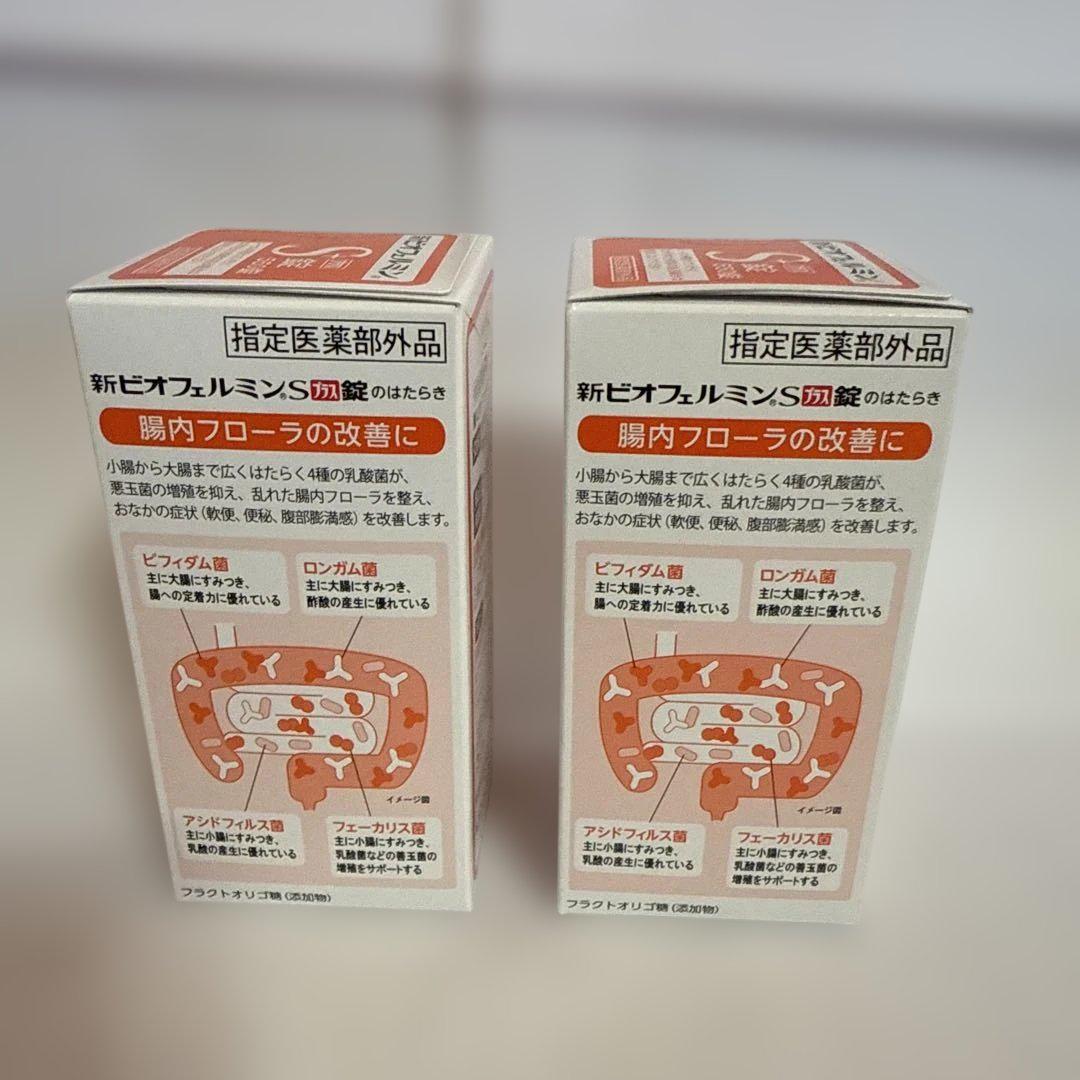 指定医薬部外品
新ビオフェルミン®Sプラス錠のはたらき
腸内フローラの改善に
小腸から大腸まで広くはたらく4種の乳酸菌が、
悪玉菌の増殖を抑え、乱れた腸内フローラを整え、
おなかの症状（軟便、便秘、腹部膨満感）を改善します。
ビフィダム菌
主に大腸にすみつき、
腸への定着力に優れている
ロンガム菌
主に大腸にすみつき、
酢酸の産生に優れている
イメージ図
アシドフィルス菌
主に小腸にすみつき、
乳酸の産生に優れている
フェーカリス菌
主に小腸にすみつき、
乳酸菌などの善玉菌の
増殖をサポートする
フラクトオリゴ糖（添加物）
指定医薬部外品
新ビオフェルミン®Sプラス錠のはたらき
腸内フローラの改善に
小腸から大腸まで広くはたらく4種の乳酸菌が、
悪玉菌の増殖を抑え、乱れた腸内フローラを整え、
おなかの症状（軟便、便秘、腹部膨満感）を改善します。
ビフィダム菌
主に大腸にすみつき、
腸への定着力に優れている
ロンガム菌
主に大腸にすみつき、
酢酸の産生に優れている
イメージ図
アシドフィルス菌
主に小腸にすみつき、
乳酸の産生に優れている
フェーカリス菌
主に小腸にすみつき、
乳酸菌などの善玉菌の
増殖をサポートする
フラクトオリゴ糖（添加物）